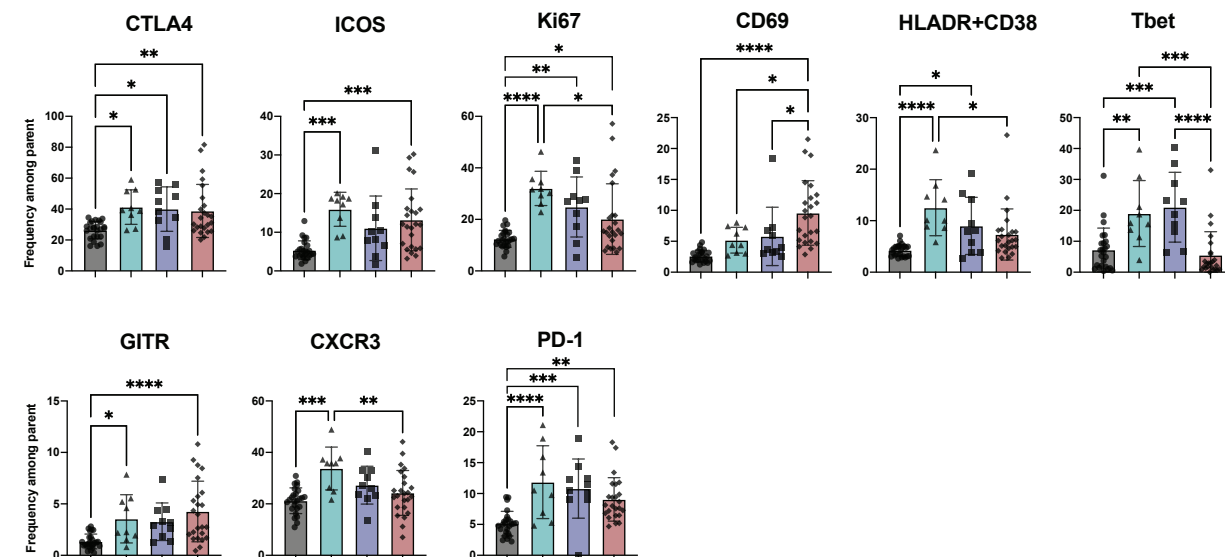 CTLA4
ICOS
Ki67
CD69
HLADR+CD38
Tbet
Frequency among parent
100
80
60
40
20
0
* * **
40
30
20
10
0
*** ***
60
40
20
0
**** ** * *
25
20
15
10
5
0
**** * *
30
20
10
0
**** * *
50
40
30
20
10
0
** *** *** ****
GITR
CXCR3
PD-1
Frequency among parent
15
10
5
0
* ****
60
40
20
0
*** **
25
20
15
10
5
0
**** *** **